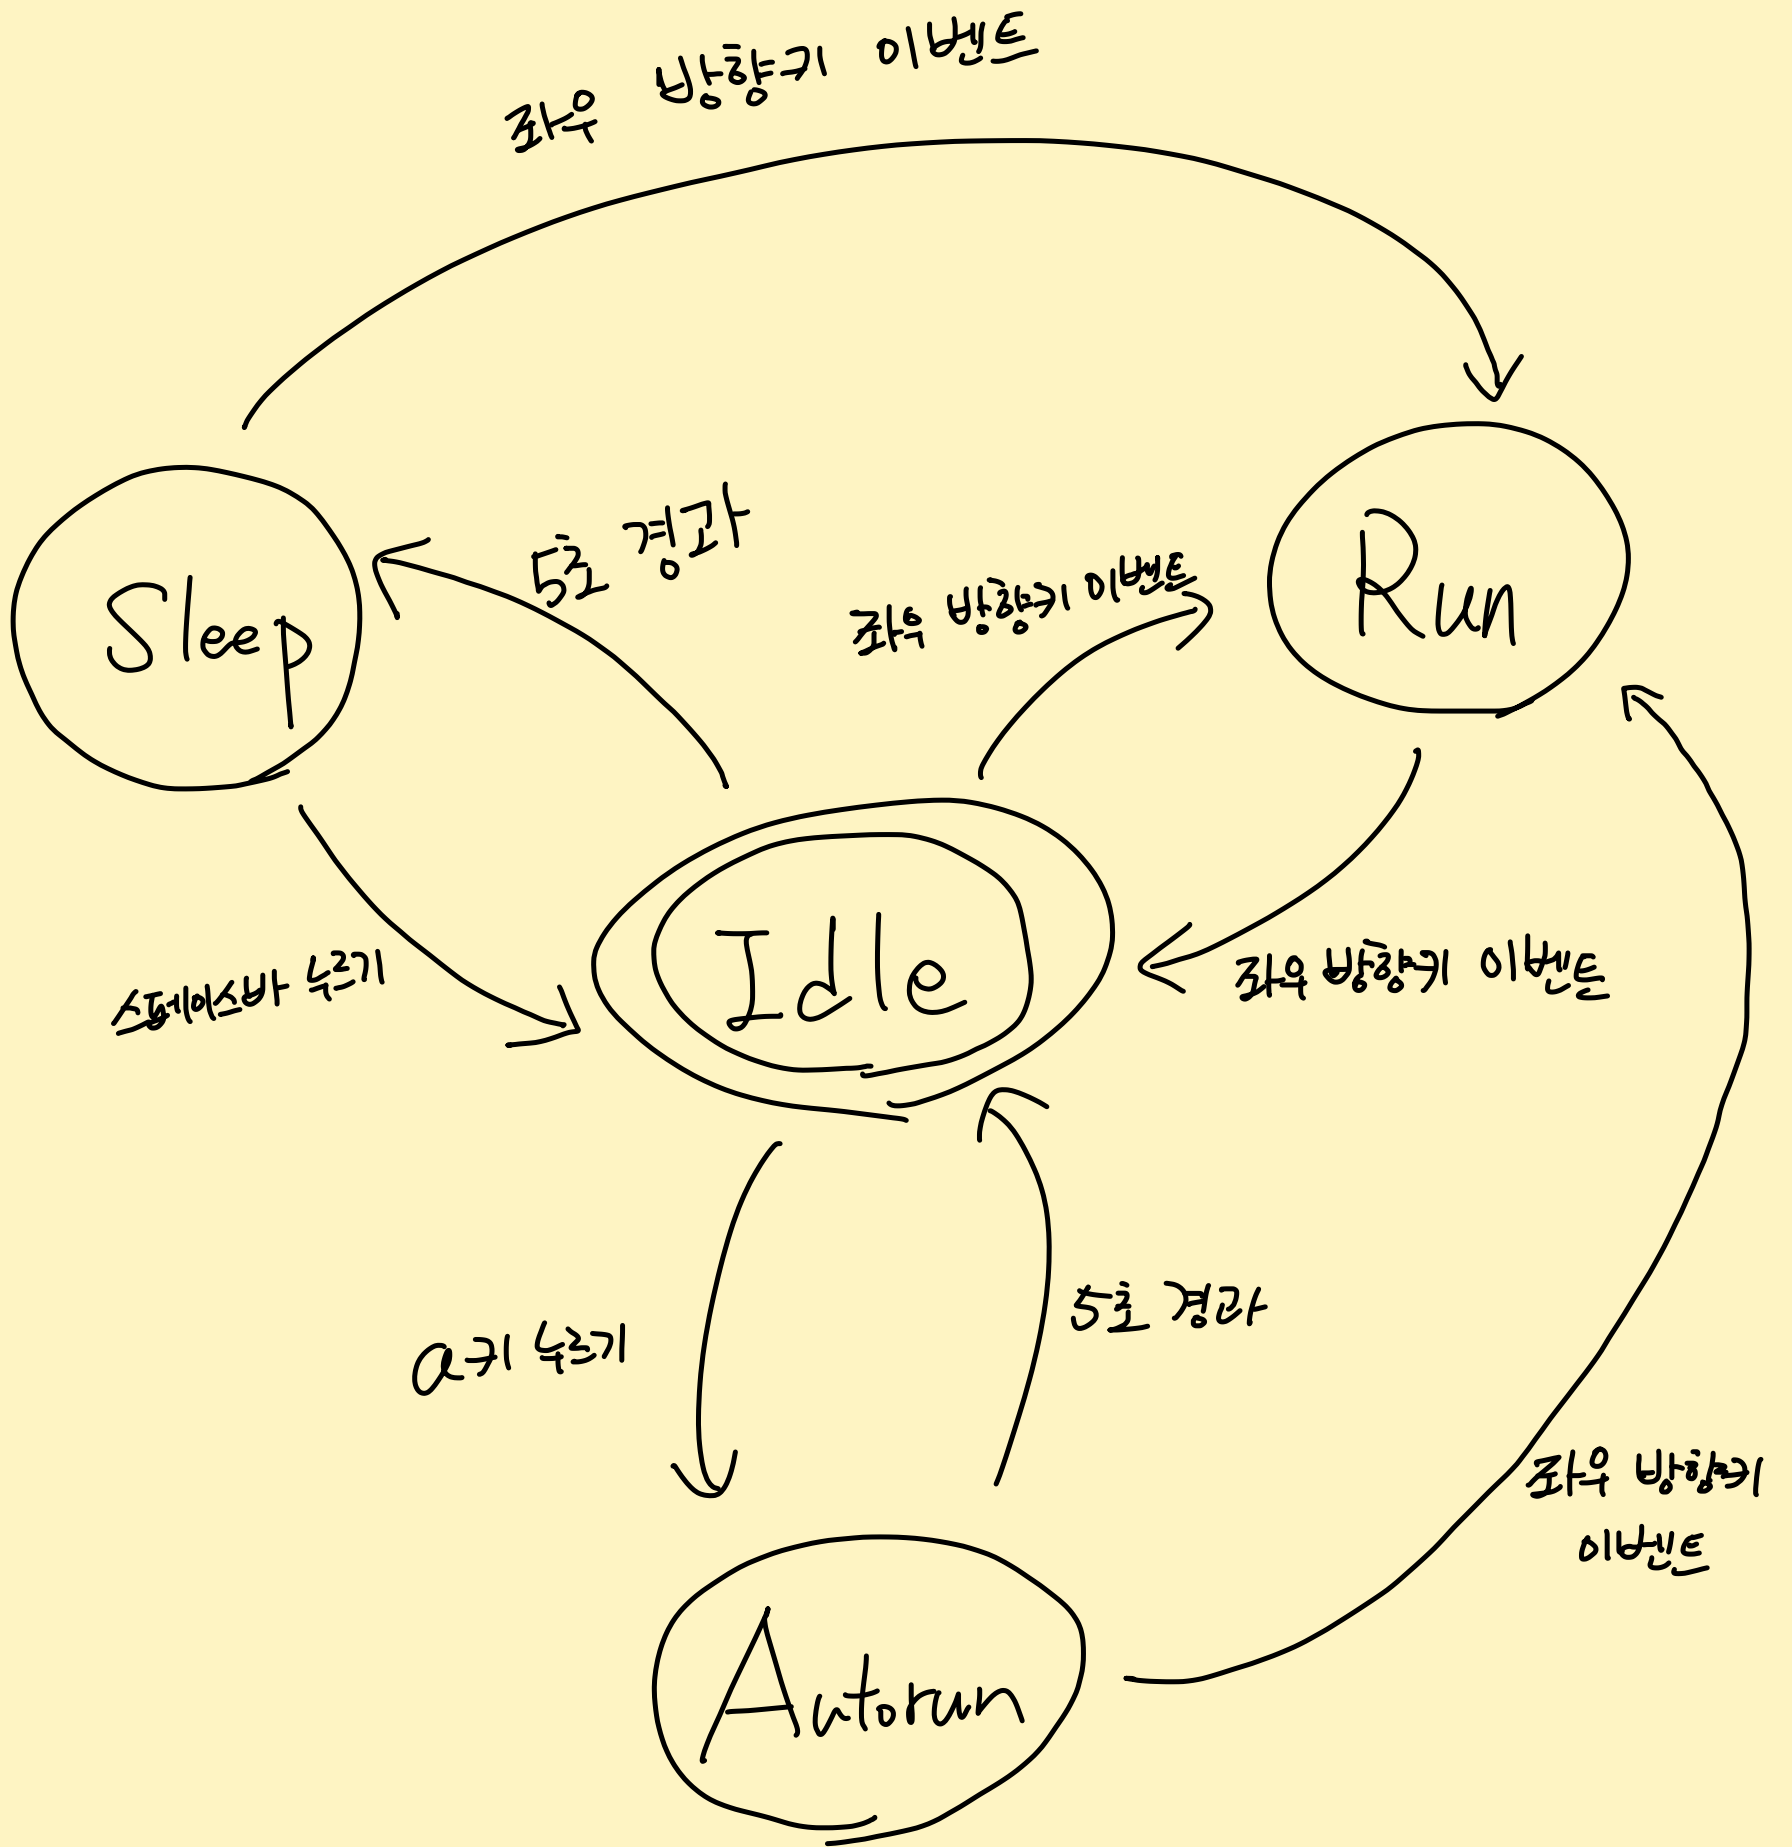 좌우 방향키 이벤트
5초 경과
좌우 방향키 이벤트
Sleep
Run
스페이스바 누르기
Idle
좌우 방향키 이벤트
a키 누르기
5초 경과
좌우 방향키
이벤트
Autorun